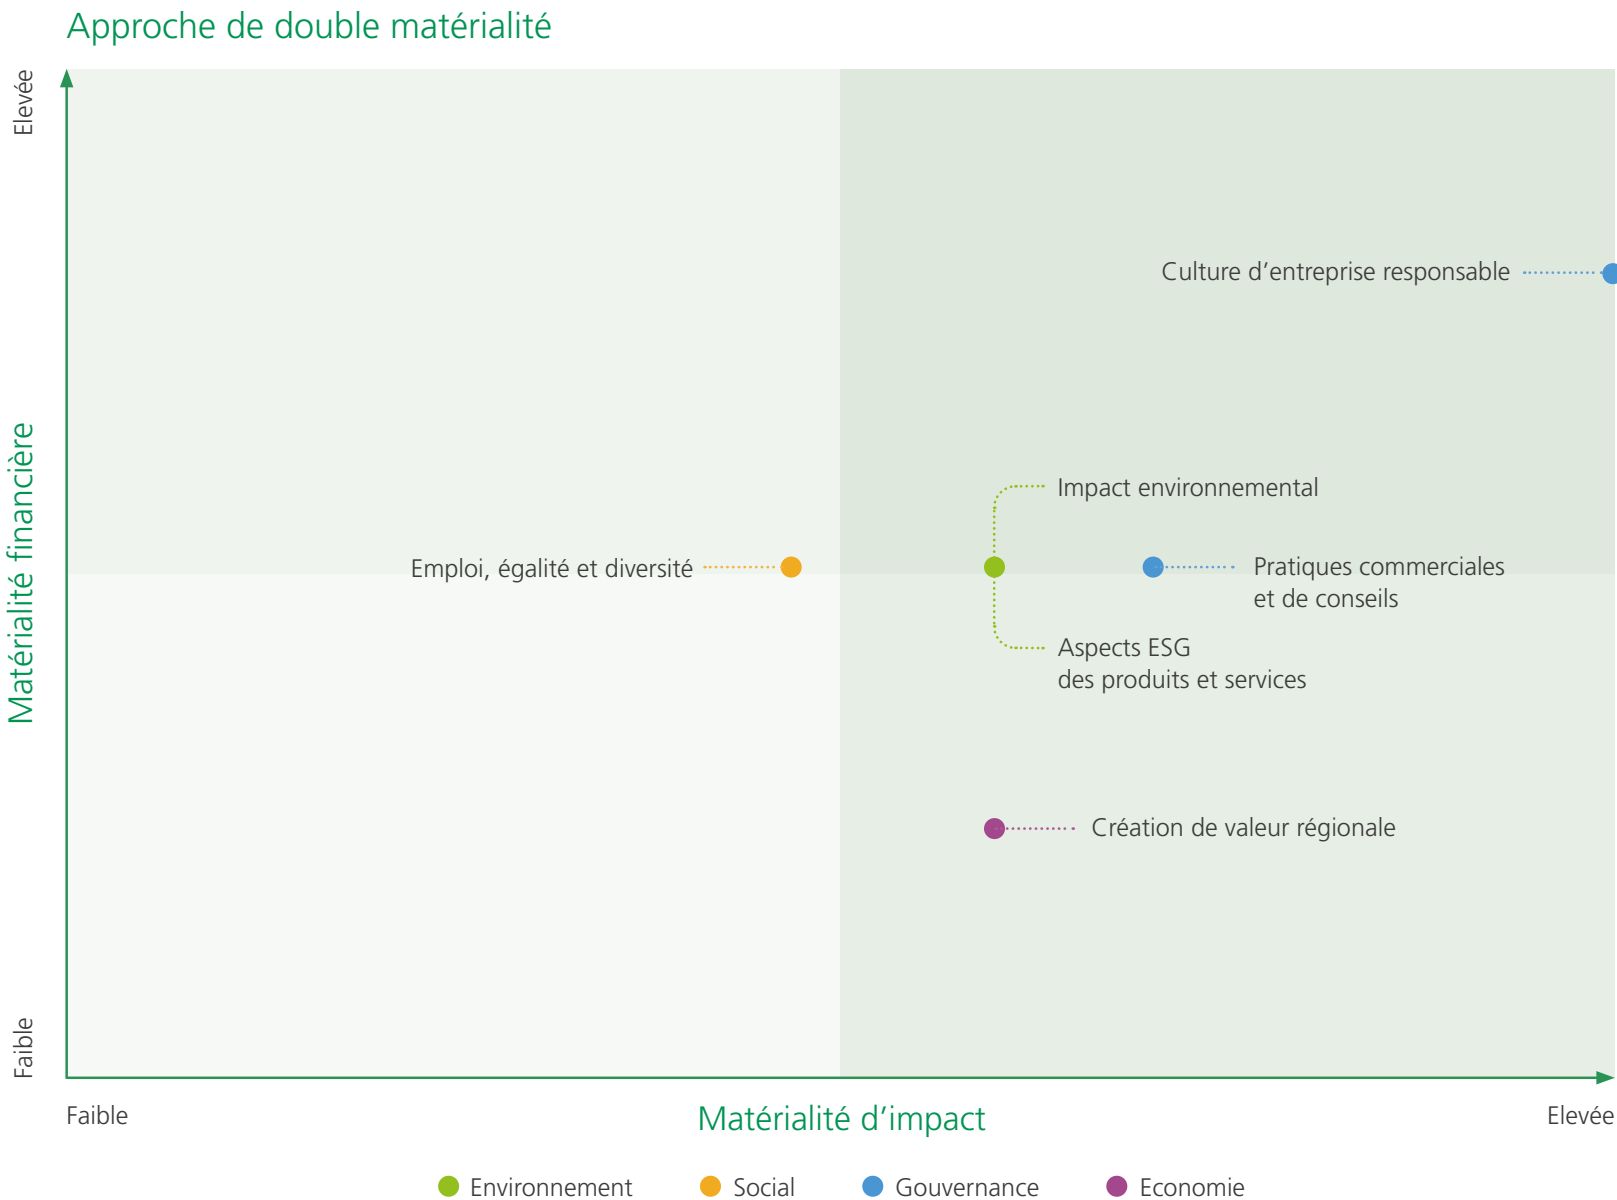 Approche de double matérialité
Elevée
Matérialité financière
Faible
Culture d’entreprise responsable
Impact environnemental
Emploi, égalité et diversité
Pratiques commerciales
et de conseils
Aspects ESG
des produits et services
Création de valeur régionale
Faible
Matérialité d’impact
Elevée
Environnement
Social
Gouvernance
Economie